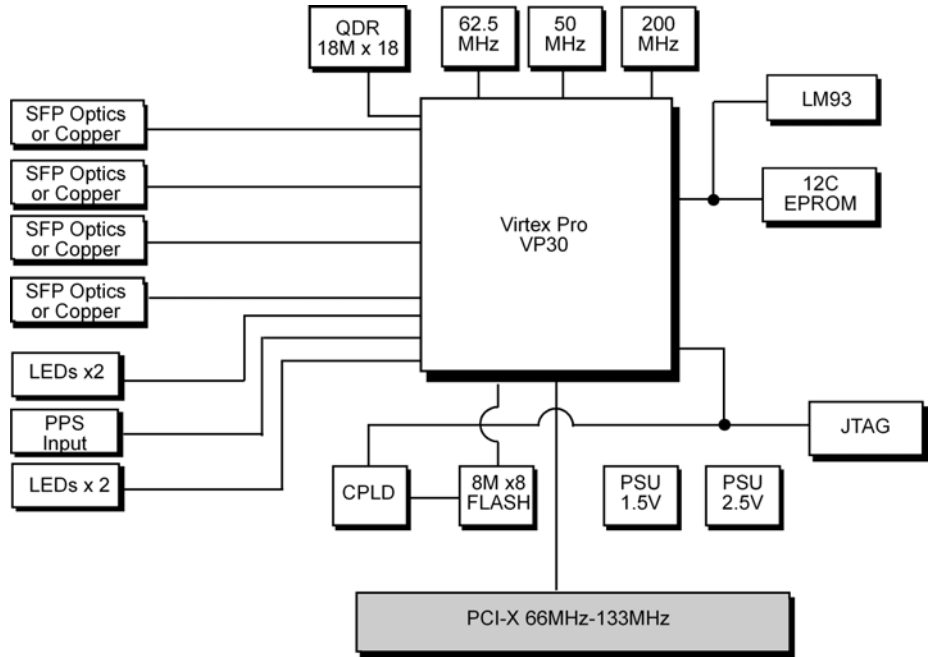 QDR
18M x 18
62.5
MHz
50
MHz
200
MHz
LM93
SFP Optics
or Copper
SFP Optics
or Copper
12C
EPROM
Virtex Pro
VP30
SFP Optics
or Copper
SFP Optics
or Copper
LEDs x2
PPS
Input
JTAG
LEDs x 2
CPLD
8M x8
FLASH
PSU
1.5V
PSU
2.5V
PCI-X 66MHz-133MHz